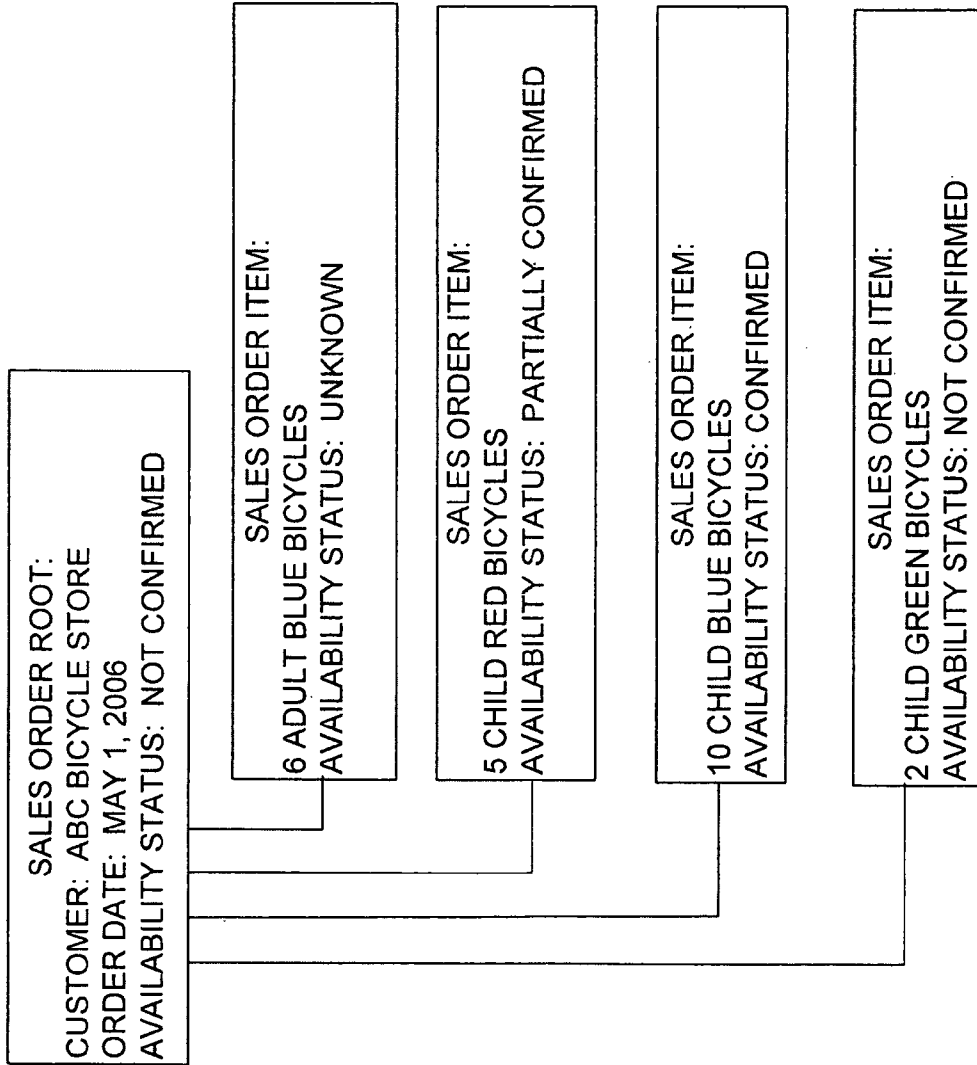 SALES ORDER ROOT:
CUSTOMER: ABC BICYCLE STORE
ORDER DATE: MAY 1, 2006
AVAILABILITY STATUS: NOT CONFIRMED
SALES ORDER ITEM:
6 ADULT BLUE BICYCLES
AVAILABILITY STATUS: UNKNOWN
SALES ORDER ITEM:
5 CHILD RED BICYCLES
AVAILABILITY STATUS: PARTIALLY CONFIRMED
SALES ORDER ITEM:
10 CHILD BLUE BICYCLES
AVAILABILITY STATUS: CONFIRMED
SALES ORDER ITEM:
2 CHILD GREEN BICYCLES
AVAILABILITY STATUS: NOT CONFIRMED